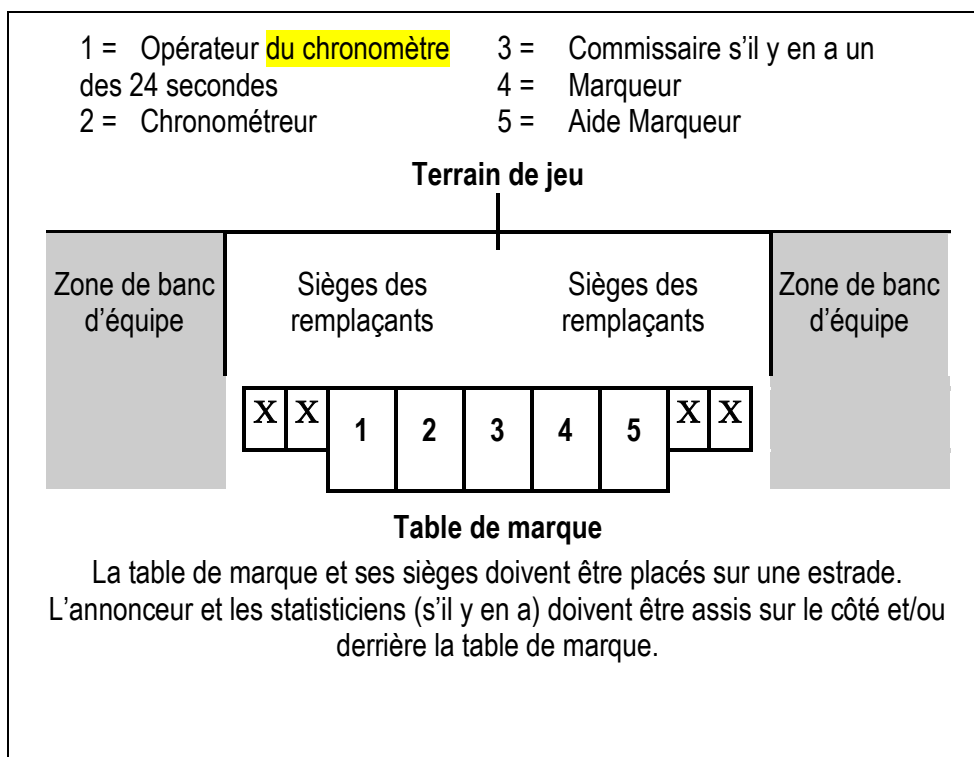 1 = Opérateur du chronomètre
des 24 secondes
2 = Chronométreur
3 = Commissaire s’il y en a un
4 = Marqueur
5 = Aide Marqueur
Terrain de jeu
Zone de banc
d’équipe
Sièges des
remplaçants
Sièges des
remplaçants
Zone de banc
d’équipe
X X 1 2 3 4 5 X X
Table de marque
La table de marque et ses sièges doivent être placés sur une estrade.
L’annonceur et les statisticiens (s’il y en a) doivent être assis sur le côté et/ou
derrière la table de marque.